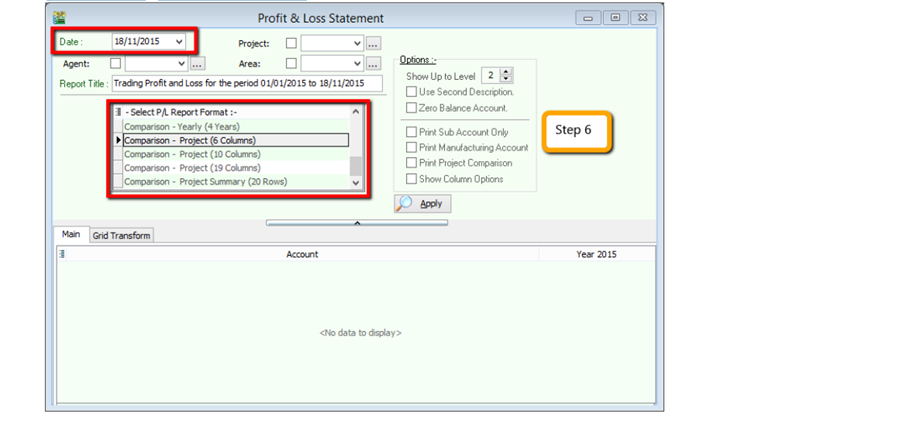 Profit & Loss Statement
Date : 18/11/2015 Project: ...
Agent: ... Area: ...
Report Title : Trading Profit and Loss for the period 01/01/2015 to 18/11/2015
- Select P/L Report Format :-
Comparison - Yearly (4 Years)
Comparison - Project (6 Columns)
Comparison - Project (10 Columns)
Comparison - Project (19 Columns)
Comparison - Project Summary (20 Rows)
Options :-
Show Up to Level 2
Use Second Description.
Zero Balance Account.
Print Sub Account Only
Print Manufacturing Account
Print Project Comparison
Show Column Options
Step 6
Apply
Main Grid Transform
Account Year 2015
<No data to display>